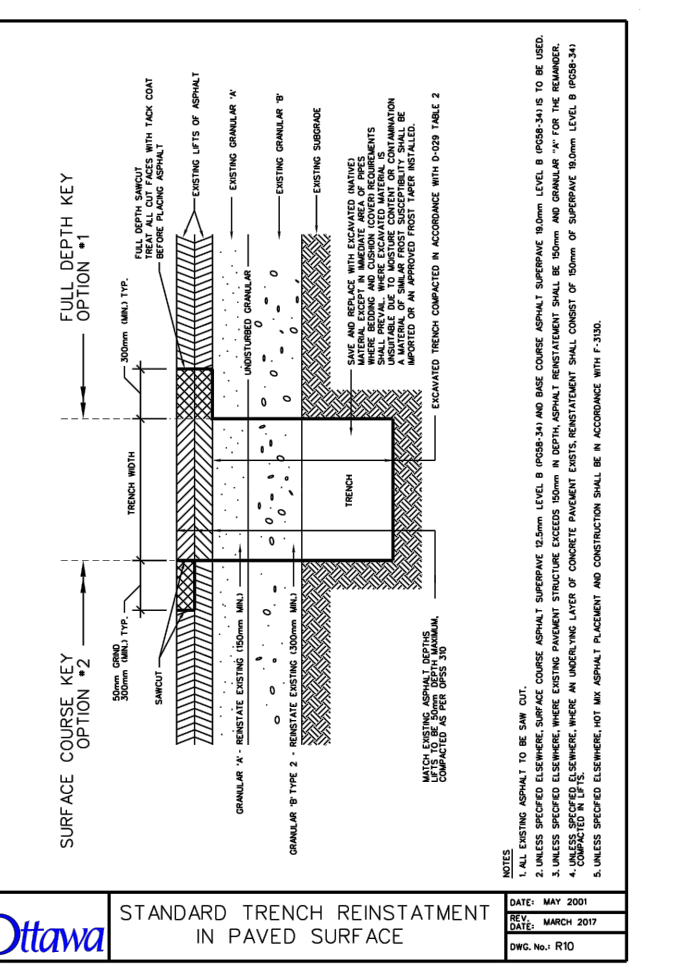 SURFACE COURSE KEY
OPTION #2
FULL DEPTH KEY
OPTION #1
50mm GRIND
300mm (MIN.) TYP.
SAWCUT
TRENCH WIDTH
300mm (MIN.) TYP.
FULL DEPTH SAWCUT
TREAT ALL CUT FACES WITH TACK COAT
BEFORE PLACING ASPHALT
EXISTING LIFTS OF ASPHALT
EXISTING GRANULAR 'A'
EXISTING GRANULAR 'B'
EXISTING SUBGRADE
UNDISTURBED GRANULAR
GRANULAR 'A' - REINSTATE EXISTING (150mm MIN.)
GRANULAR 'B' TYPE 2 - REINSTATE EXISTING (300mm MIN.)
TRENCH
SAVE AND REPLACE WITH EXCAVATED (NATIVE)
MATERIAL EXCEPT IN IMMEDIATE AREA OF PIPES
WHERE BEDDING AND CUSHION (COVER) REQUIREMENTS
SHALL PREVAIL. WHERE EXCAVATED MATERIAL IS
UNSUITABLE DUE TO MOISTURE CONTENT OR CONTAMINATION
A MATERIAL OF SIMILAR FROST SUSCEPTIBILITY SHALL BE
IMPORTED OR AN APPROVED FROST TAPER INSTALLED.
EXCAVATED TRENCH COMPACTED IN ACCORDANCE WITH D-029 TABLE 2
MATCH EXISTING ASPHALT DEPTHS
LIFTS TO BE 50mm DEPTH MAXIMUM,
COMPACTED AS PER OPSS 310
NOTES
1. ALL EXISTING ASPHALT TO BE SAW CUT.
2. UNLESS SPECIFIED ELSEWHERE, SURFACE COURSE ASPHALT SUPERPAVE 12.5mm LEVEL B (PG58-34) AND BASE COURSE ASPHALT SUPERPAVE 19.0mm LEVEL B (PG58-34) IS TO BE USED.
3. UNLESS SPECIFIED ELSEWHERE, WHERE EXISTING PAVEMENT STRUCTURE EXCEEDS 150mm IN DEPTH, ASPHALT REINSTATEMENT SHALL BE 150mm AND GRANULAR "A" FOR THE REMAINDER.
4. UNLESS SPECIFIED ELSEWHERE, WHERE AN UNDERLYING LAYER OF CONCRETE PAVEMENT EXISTS, REINSTATEMENT SHALL CONSIST OF 150mm OF SUPERPAVE 19.0mm LEVEL B (PG58-34)
COMPACTED IN LIFTS.
5. UNLESS SPECIFIED ELSEWHERE, HOT MIX ASPHALT PLACEMENT AND CONSTRUCTION SHALL BE IN ACCORDANCE WITH F-3130.
Ottawa
STANDARD TRENCH REINSTATMENT
IN PAVED SURFACE
DATE: MAY 2001
REV. DATE: MARCH 2017
DWG. No.: R10